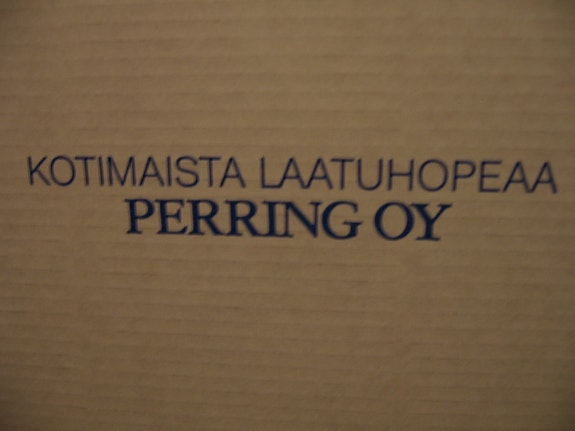 KOTIMAISTA LAATUHOPEAA
PERRING OY